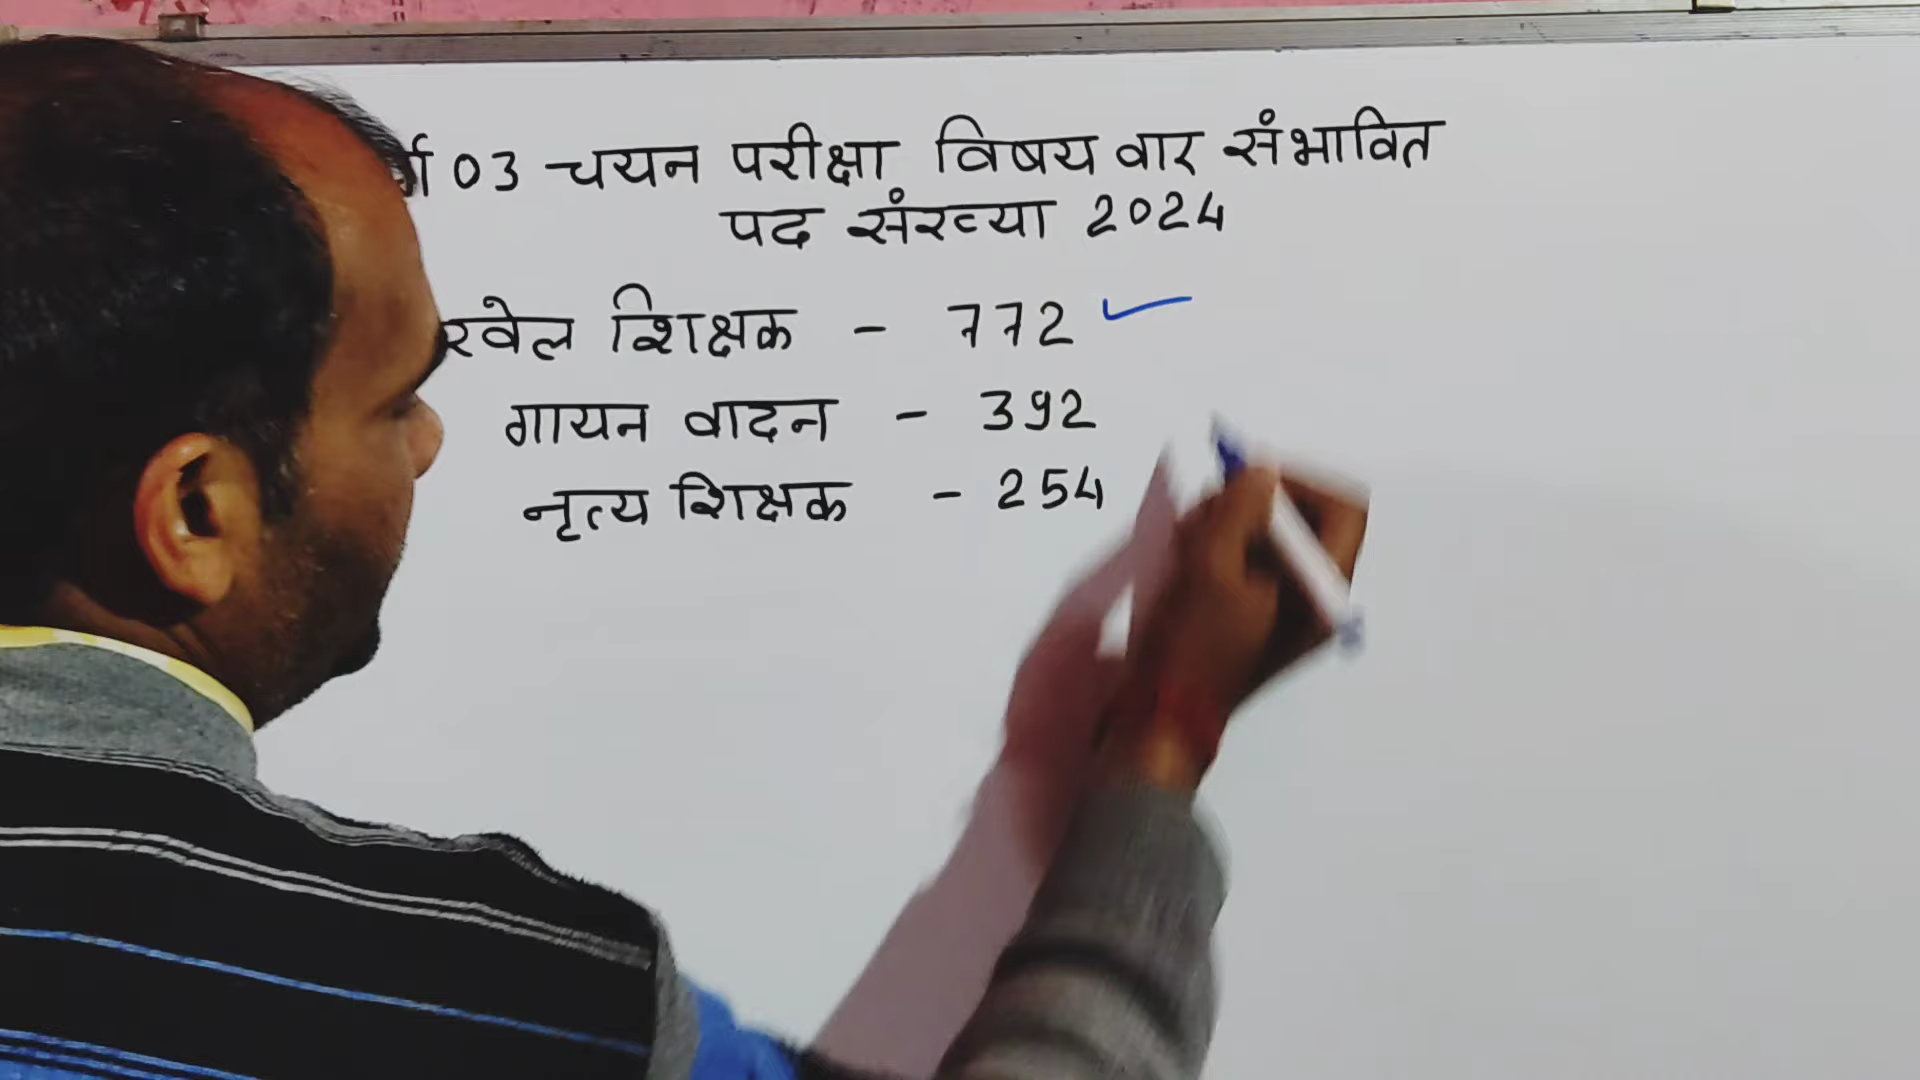 03 चयन परीक्षा विषय वार संभावित
पद संख्या 2024
खेल शिक्षक - 772
गायन वादन - 392
नृत्य शिक्षक - 254